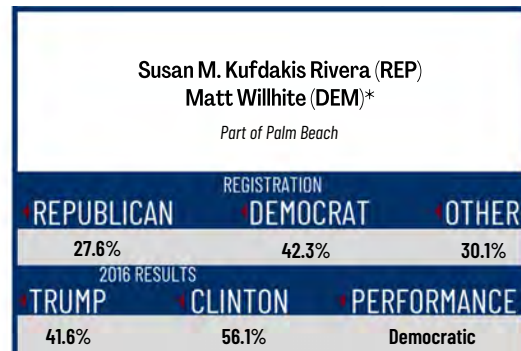 Susan M. Kufdakis Rivera (REP)
Matt Willhite (DEM)*
Part of Palm Beach
REGISTRATION
REPUBLICAN DEMOCRAT OTHER
27.6% 42.3% 30.1%
2016 RESULTS
TRUMP CLINTON PERFORMANCE
41.6% 56.1% Democratic